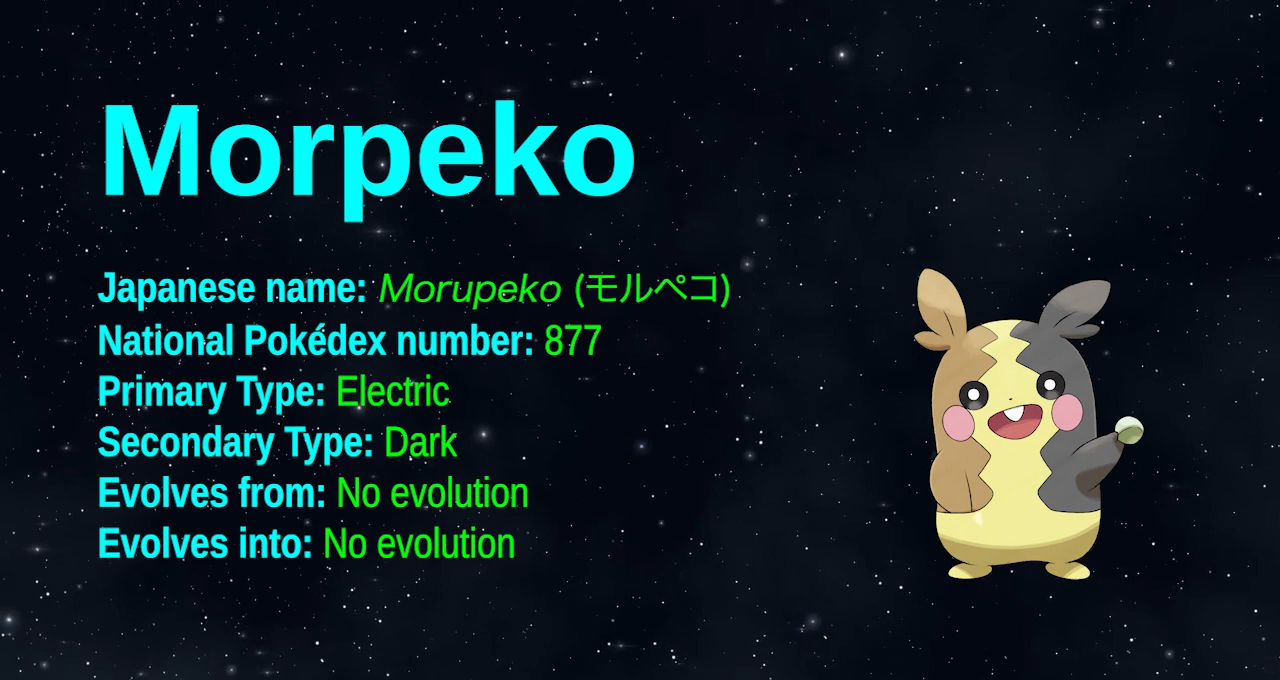 Morpeko
Japanese name: Morupeko (モルペコ)
National Pokédex number: 877
Primary Type: Electric
Secondary Type: Dark
Evolves from: No evolution
Evolves into: No evolution